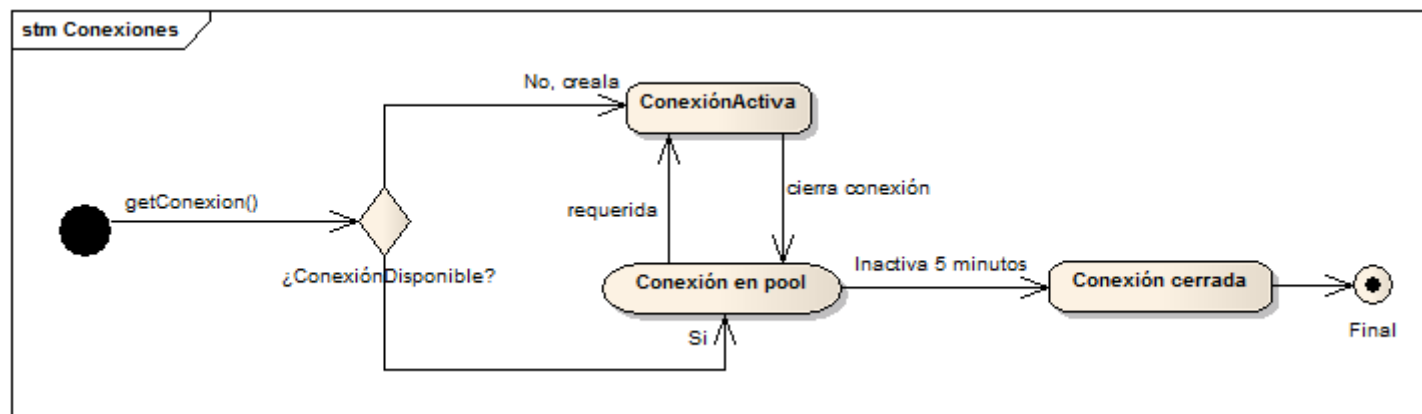 stm Conexiones
No, creala
ConexiónActiva
getConexion()
requerida
cierra conexión
¿ConexiónDisponible?
Conexión en pool
Inactiva 5 minutos
Conexión cerrada
Si
Final